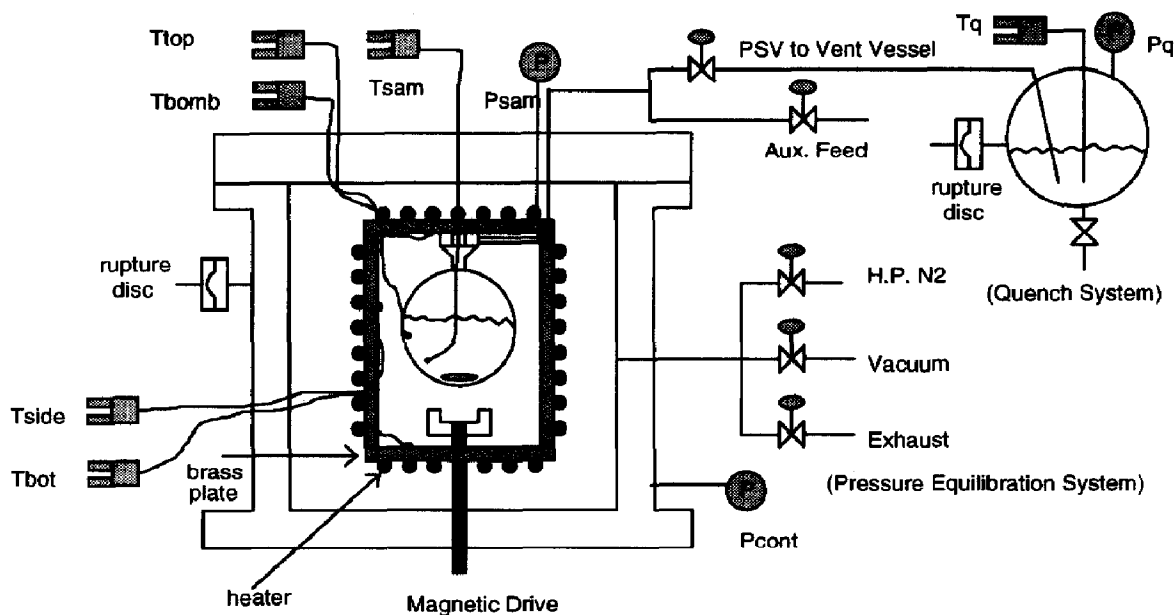 Ttop
Tbomb
Tsam
P
Psam
PSV to Vent Vessel
Aux. Feed
Tq
P
Pq
rupture
disc
(Quench System)
rupture
disc
H.P. N2
Vacuum
Exhaust
(Pressure Equilibration System)
Tside
Tbot
brass
plate
heater
Magnetic Drive
P
Pcont